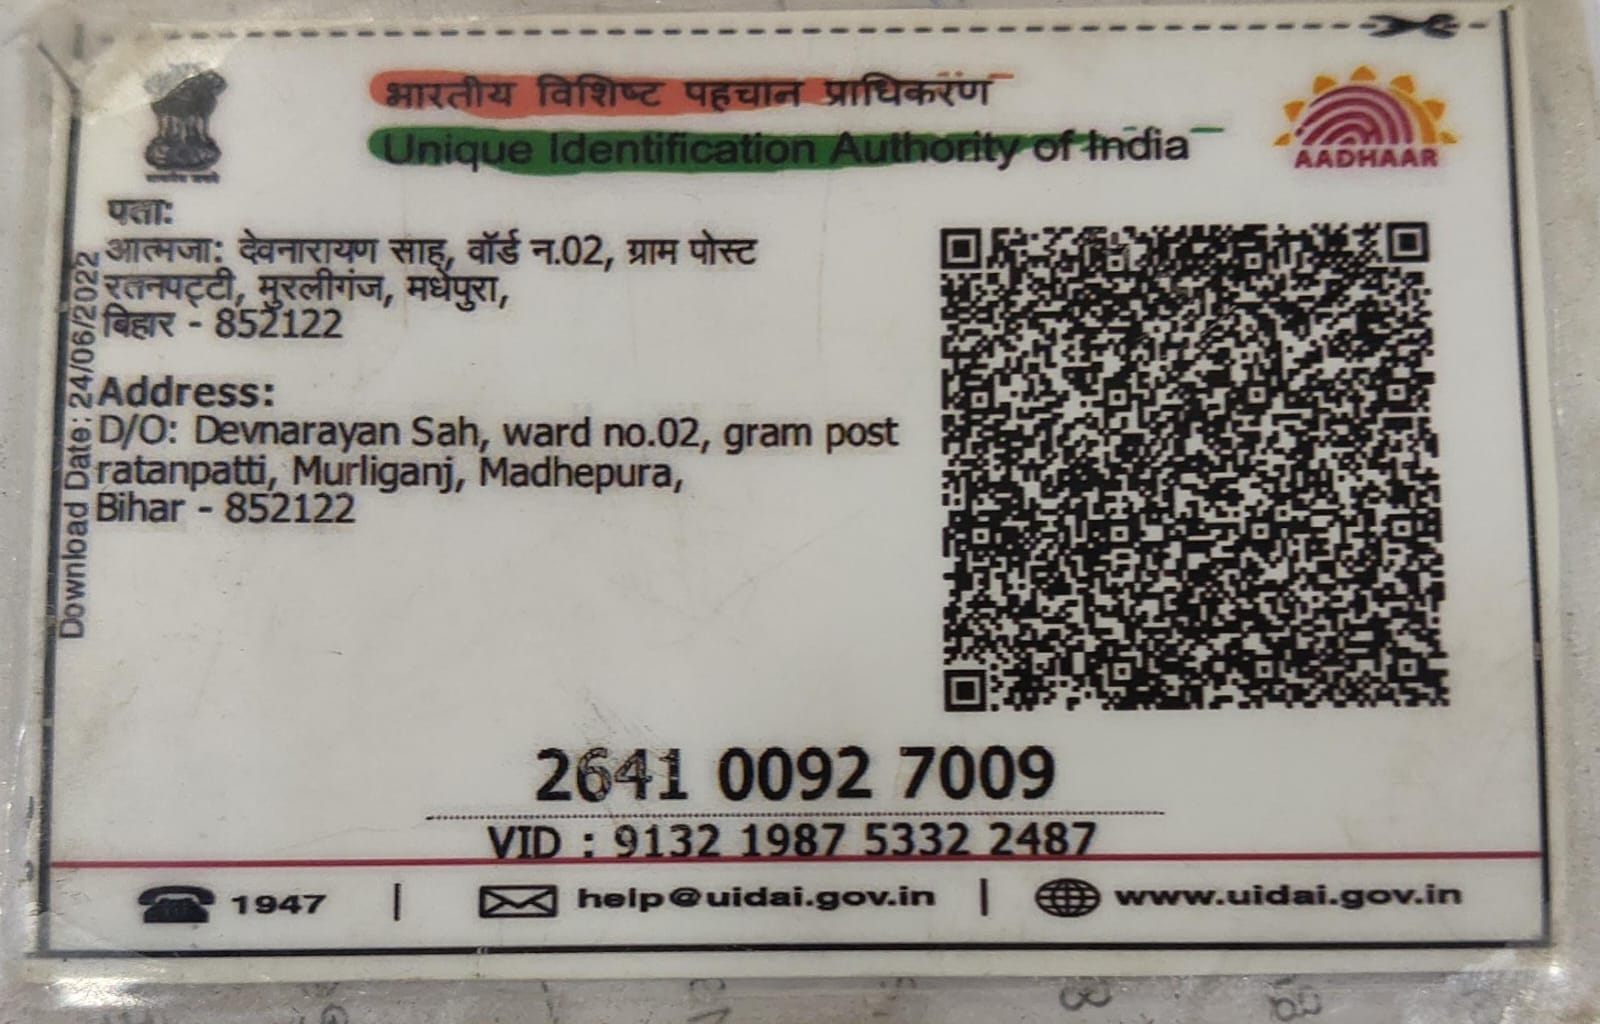 भारतीय विशिष्ट पहचान प्राधिकरण
Unique Identification Authority of India
AADHAAR
पता:
आत्मजा: देवनारायण साह, वॉर्ड न.02, ग्राम पोस्ट
रतनपट्टी, मुरलीगंज, मधेपुरा,
बिहार - 852122
Address:
D/O: Devnarayan Sah, ward no.02, gram post
ratanpatti, Murliganj, Madhepura,
Bihar - 852122
Download Date: 24/06/2022
2641 0092 7009
VID : 9132 1987 5332 2487
1947 | help@uidai.gov.in | www.uidai.gov.in